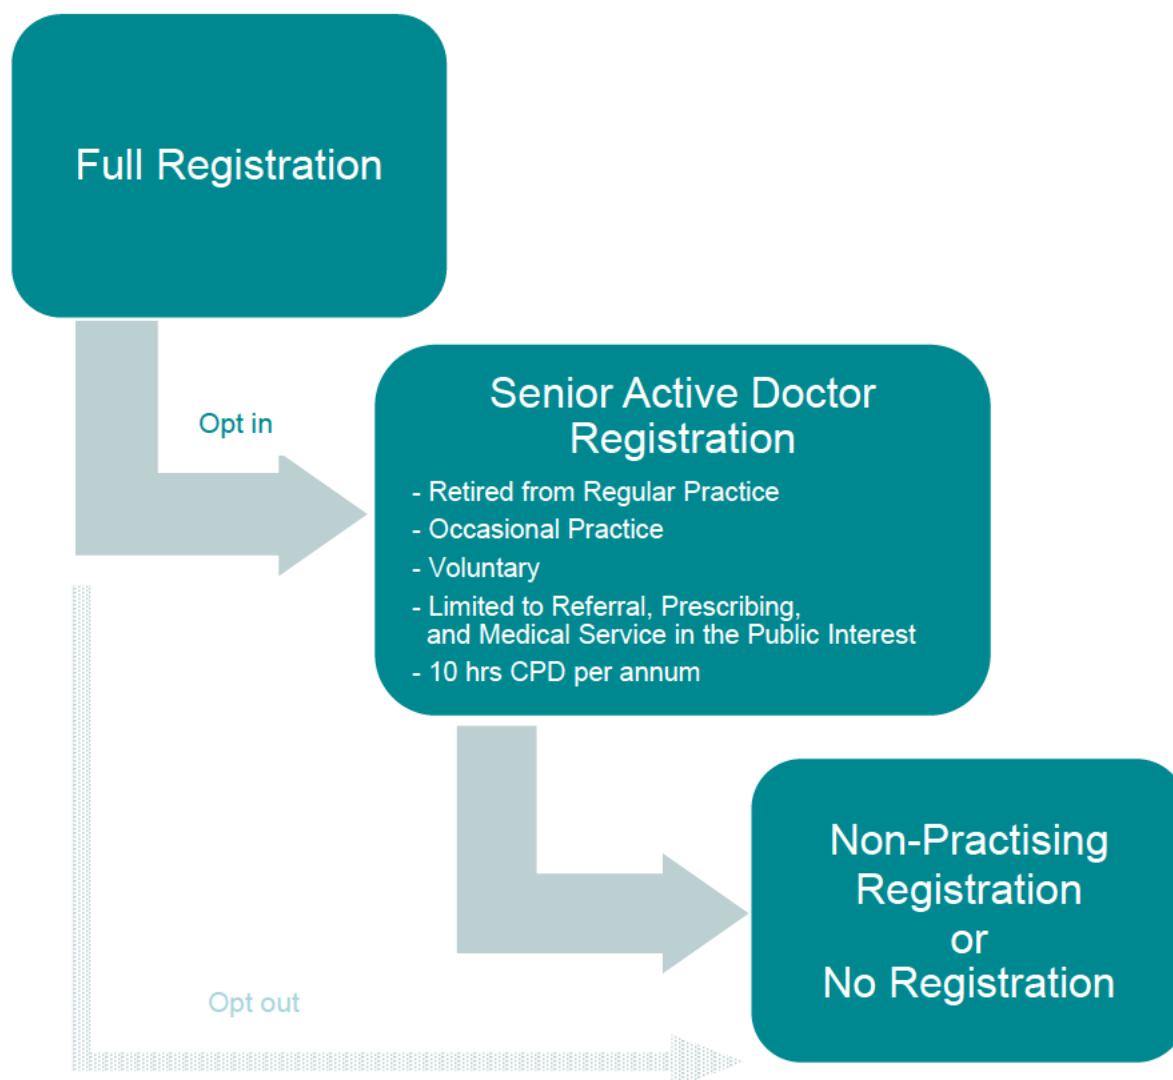 Full Registration
Opt in
Senior Active Doctor
Registration
- Retired from Regular Practice
- Occasional Practice
- Voluntary
- Limited to Referral, Prescribing,
and Medical Service in the Public Interest
- 10 hrs CPD per annum
Non-Practising
Registration
or
No Registration
Opt out